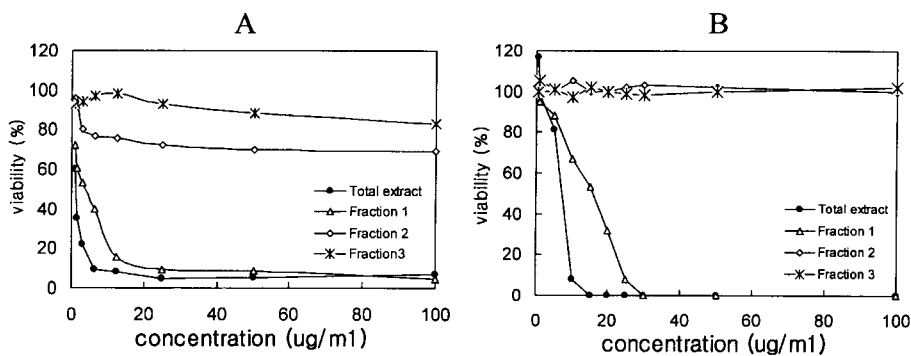 A
120
100
80
60
40
20
0
viability (%)
Total extract
Fraction 1
Fraction 2
Fraction3
0 20 40 60 80 100
concentration (ug/m1)
B
120
100
80
60
40
20
0
viability (%)
Total extract
Fraction 1
Fraction 2
Fraction 3
0 20 40 60 80 100
concentration (ug/m1)